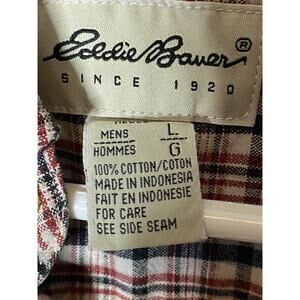 Eddie Bauer®
SINCE 1920
MENS L
HOMMES G
100% COTTON/COTON
MADE IN INDONESIA
FAIT EN INDONESIE
FOR CARE
SEE SIDE SEAM